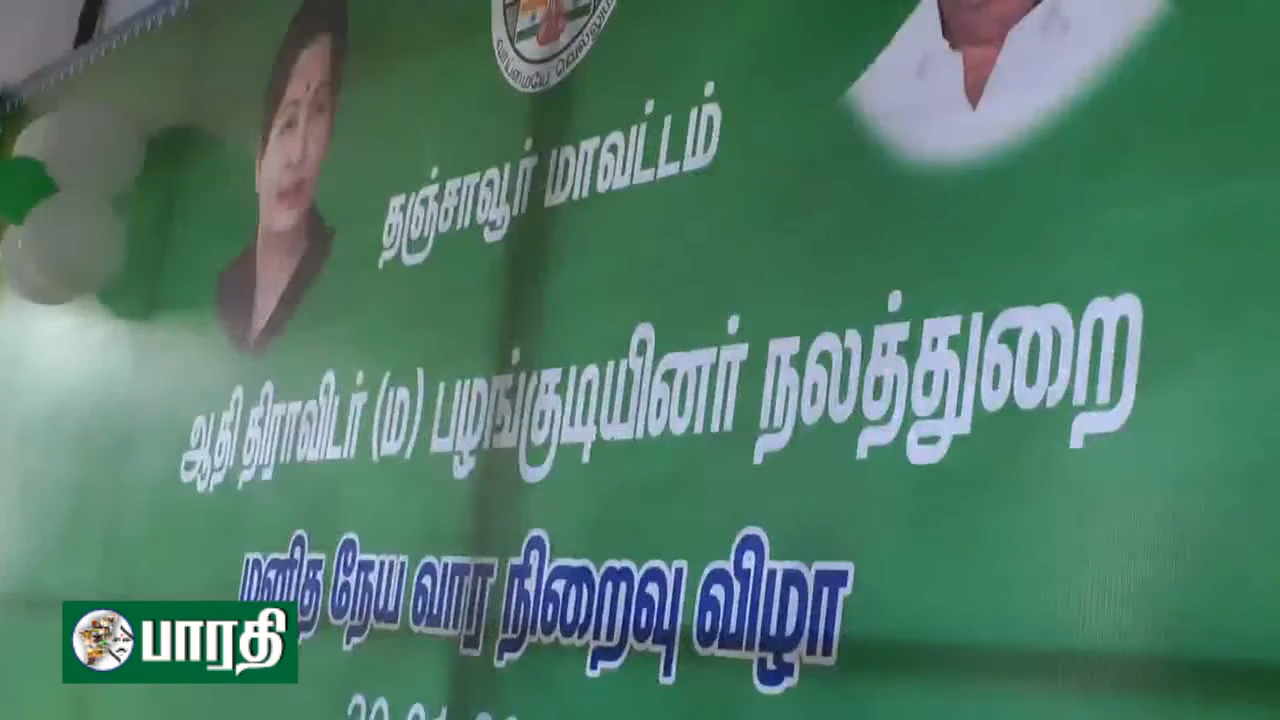 வாய்மையே வெல்லும்
தஞ்சாவூர் மாவட்டம்
ஆதி திராவிடர் (ம) பழங்குடியினர் நலத்துறை
மனித நேய வார நிறைவு விழா
பாரதி